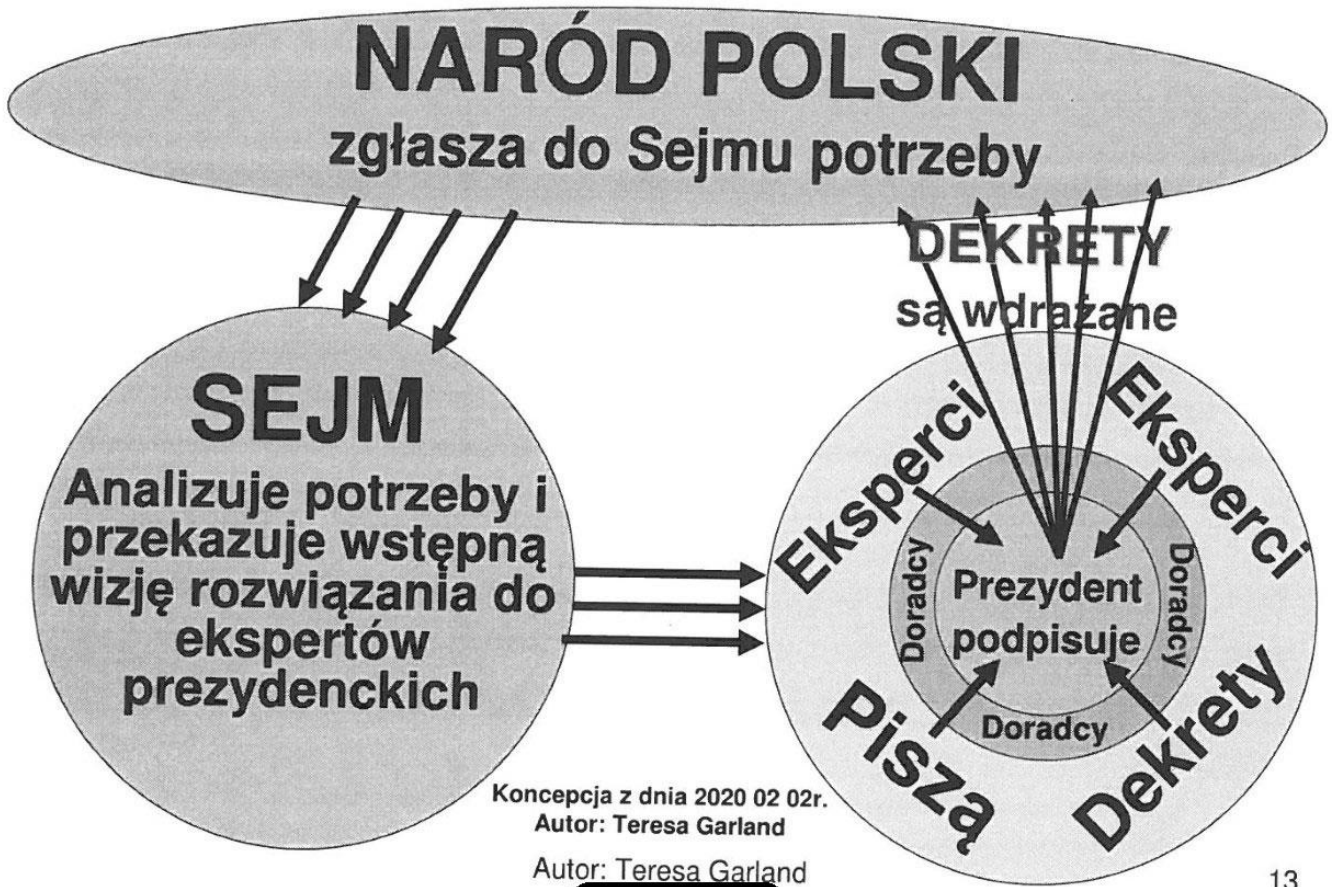 NARÓD POLSKI
zgłasza do Sejmu potrzeby
DEKRETY
są wdrażane
SEJM
Analizuje potrzeby i
przekazuje wstępną
wizję rozwiązania do
ekspertów
prezydenckich
Eksperci
Eksperci
Doradcy
Prezydent
podpisuje
Doradcy
Doradcy
Piszą
Dekrety
Koncepcja z dnia 2020 02 02r.
Autor: Teresa Garland
Autor: Teresa Garland
13